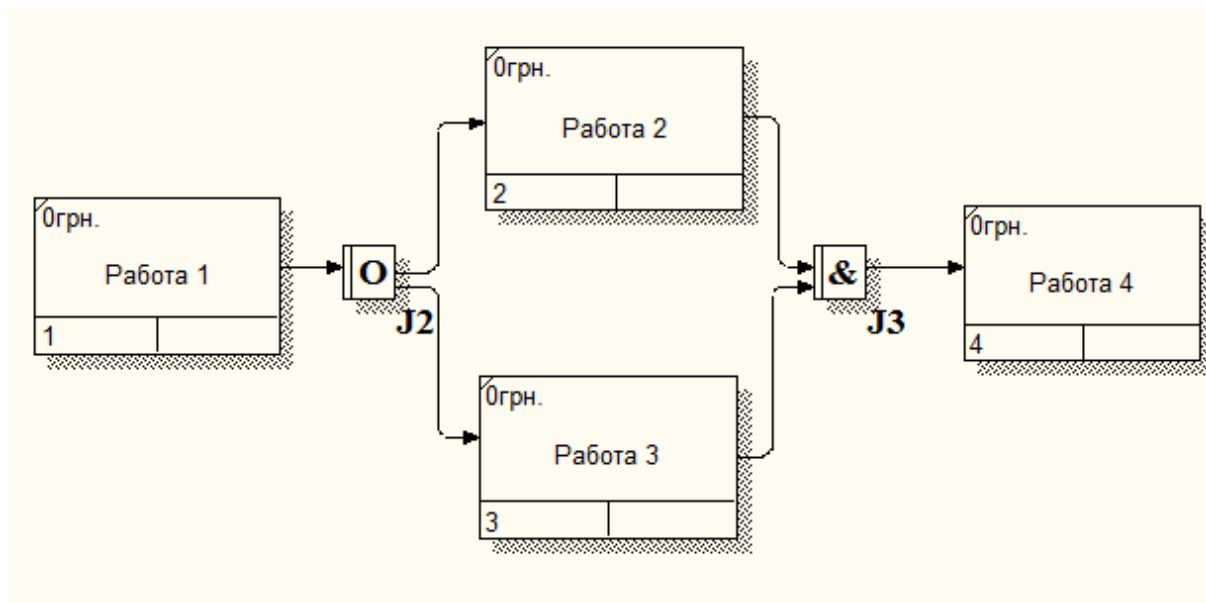 0грн.
Работа 1
1
O
J2
0грн.
Работа 2
2
0грн.
Работа 3
3
&
J3
0грн.
Работа 4
4